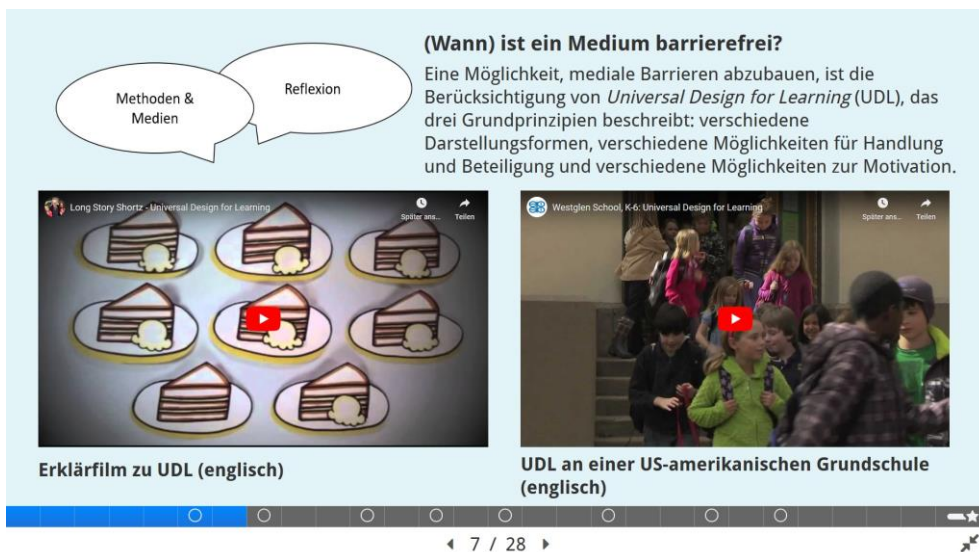 Methoden &
Medien
Reflexion
(Wann) ist ein Medium barrierefrei?
Eine Möglichkeit, mediale Barrieren abzubauen, ist die
Berücksichtigung von Universal Design for Learning (UDL), das
drei Grundprinzipien beschreibt: verschiedene
Darstellungsformen, verschiedene Möglichkeiten für Handlung
und Beteiligung und verschiedene Möglichkeiten zur Motivation.
Long Story Shortz - Universal Design for Learning
Später ans...
Teilen
Westglen School, K-6: Universal Design for Learning
Später ans...
Teilen
Erklärfilm zu UDL (englisch)
UDL an einer US-amerikanischen Grundschule
(englisch)
7 / 28